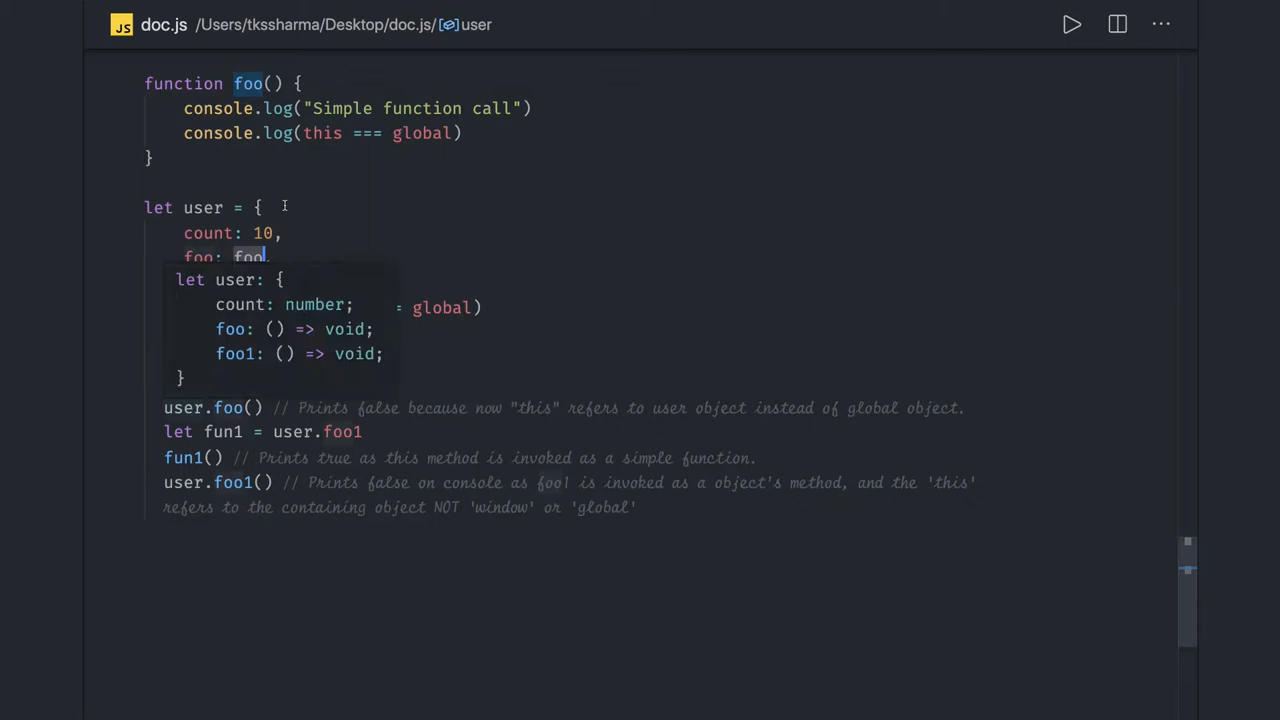 JS doc.js /Users/tkssharma/Desktop/doc.js/user
function foo() {
console.log("Simple function call")
console.log(this === global)
}
let user = {
count: 10,
foo: foo,
let user: {
count: number;
= global)
foo: () => void;
foo1: () => void;
}
user.foo() // Prints false because now "this" refers to user object instead of global object.
let fun1 = user.foo1
fun1() // Prints true as this method is invoked as a simple function.
user.foo1() // Prints false on console as foo1 is invoked as a object's method, and the 'this'
refers to the containing object NOT 'window' or 'global'